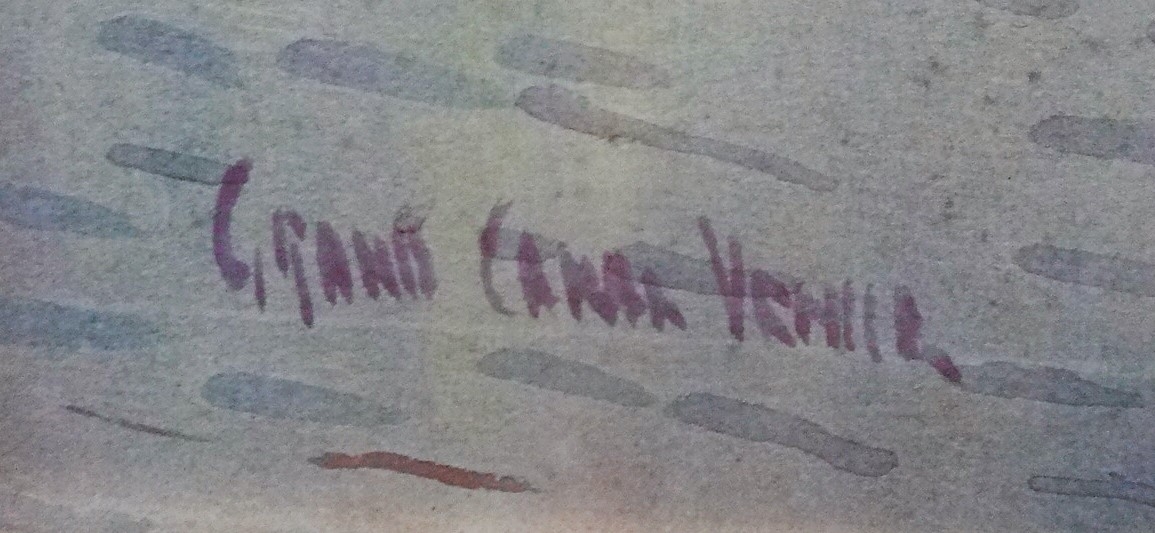 GRAND CANAL VENICE